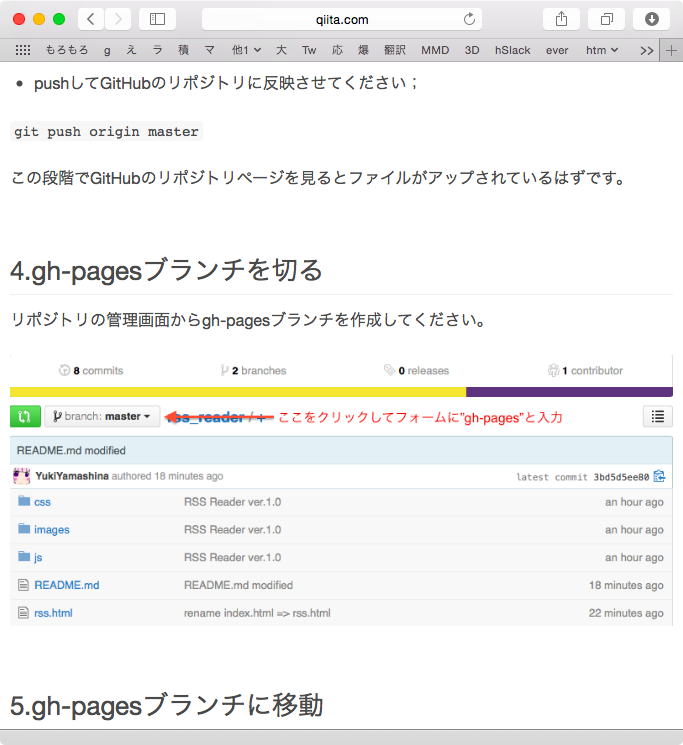 qiita.com
もろもろ g え ラ 積 マ 他1 大 Tw 応 爆 翻訳 MMD 3D hSlack ever htm >> +
• pushしてGitHubのリポジトリに反映させてください；
git push origin master
この段階でGitHubのリポジトリページを見るとファイルがアップされているはずです。
4.gh-pagesブランチを切る
リポジトリの管理画面からgh-pagesブランチを作成してください。
8 commits 2 branches 0 releases 1 contributor
branch: master rss_reader / + ここをクリックしてフォームに"gh-pages"と入力
README.md modified
YukiYamashina authored 18 minutes ago latest commit 3bd5d5ee80
css RSS Reader ver.1.0 an hour ago
images RSS Reader ver.1.0 an hour ago
js RSS Reader ver.1.0 an hour ago
README.md README.md modified 18 minutes ago
rss.html rename index.html => rss.html 22 minutes ago
5.gh-pagesブランチに移動